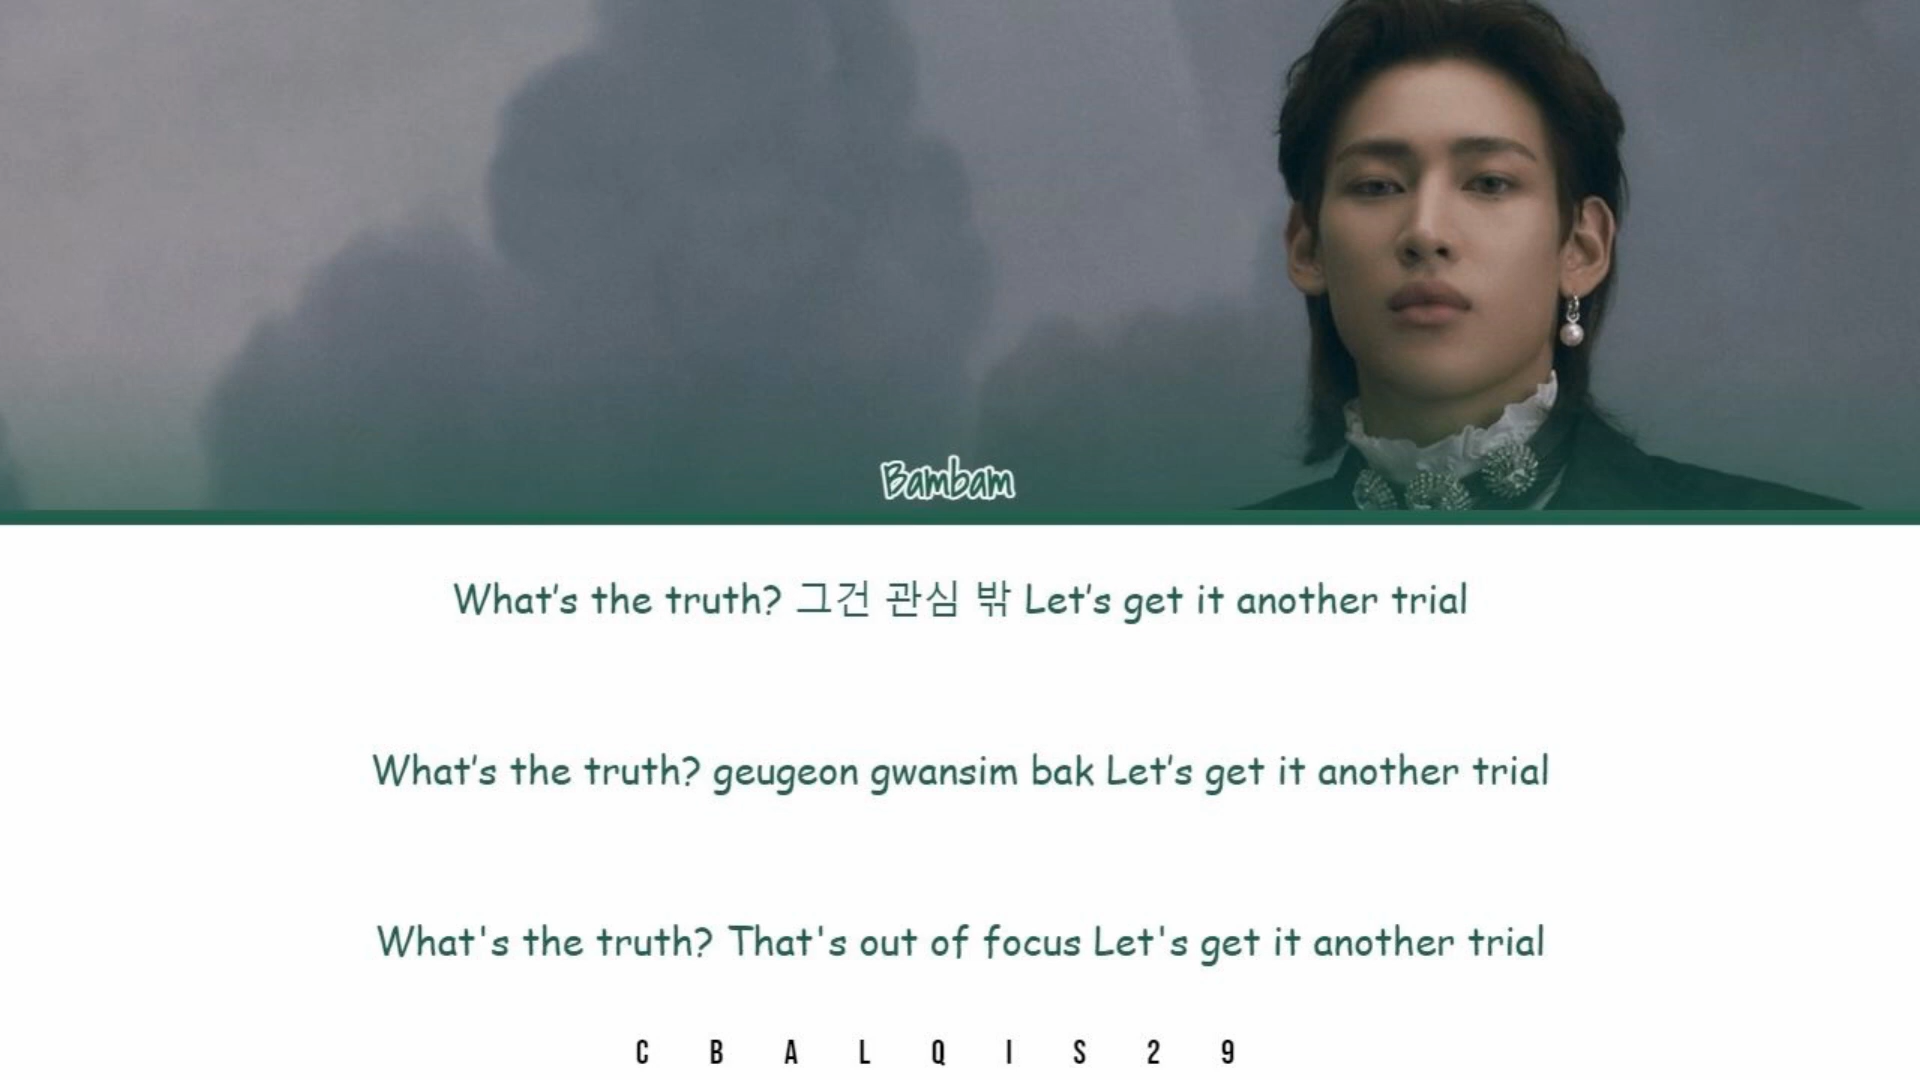 Bambam
What’s the truth? 그건 관심 밖 Let’s get it another trial
What’s the truth? geugeon gwansim bak Let’s get it another trial
What's the truth? That's out of focus Let's get it another trial
C B A L Q I S 2 9